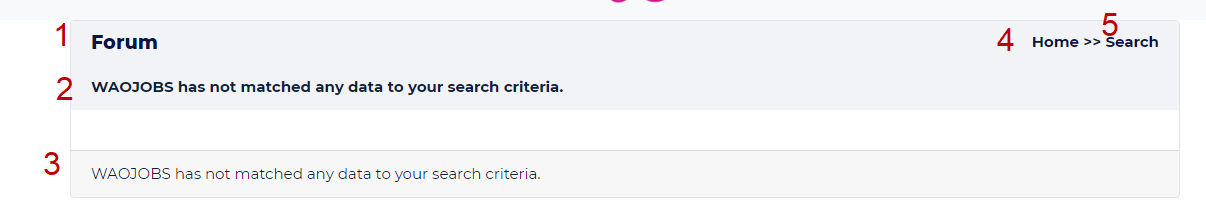 5
1 Forum 4 Home >> Search
2 WAOJOBS has not matched any data to your search criteria.
3 WAOJOBS has not matched any data to your search criteria.